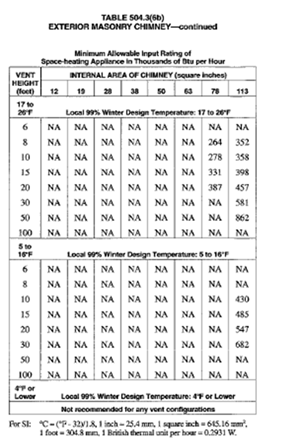 TABLE 504.3(6b)
EXTERIOR MASONRY CHIMNEY—continued
Minimum Allowable Input Rating of
Space-heating Appliance in Thousands of Btu per Hour
VENT HEIGHT (feet) INTERNAL AREA OF CHIMNEY (square inches)
12 19 28 38 50 63 78 113
17 to 26°F Local 99% Winter Design Temperature: 17 to 26°F
6 NA NA NA NA NA NA NA NA
8 NA NA NA NA NA NA 264 352
10 NA NA NA NA NA NA 278 358
15 NA NA NA NA NA NA 331 398
20 NA NA NA NA NA NA 387 457
30 NA NA NA NA NA NA NA 581
50 NA NA NA NA NA NA NA 862
100 NA NA NA NA NA NA NA NA
5 to 16°F Local 99% Winter Design Temperature: 5 to 16°F
6 NA NA NA NA NA NA NA NA
8 NA NA NA NA NA NA NA NA
10 NA NA NA NA NA NA NA 430
15 NA NA NA NA NA NA NA 485
20 NA NA NA NA NA NA NA 547
30 NA NA NA NA NA NA NA 682
50 NA NA NA NA NA NA NA NA
100 NA NA NA NA NA NA NA NA
4°F or Lower Local 99% Winter Design Temperature: 4°F or Lower
Not recommended for any vent configurations
For SI: °C = (°F - 32)/1.8, 1 inch = 25.4 mm, 1 square inch = 645.16 mm²,
1 foot = 304.8 mm, 1 British thermal unit per hour = 0.2931 W.